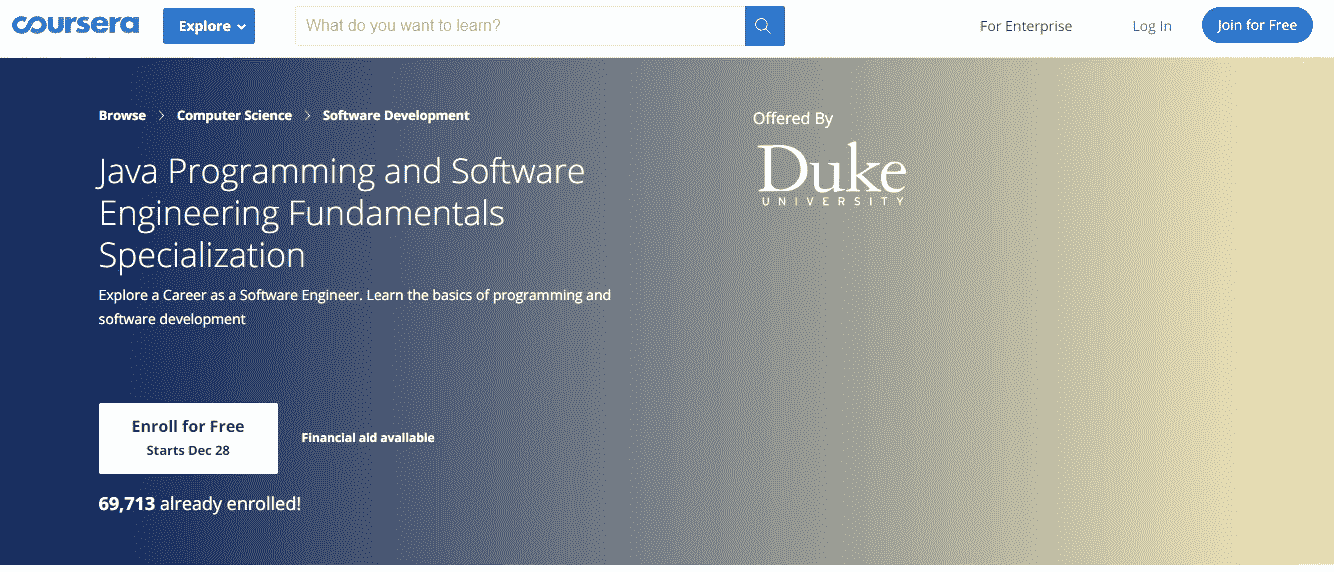 coursera
Explore
What do you want to learn?
For Enterprise
Log In
Join for Free
Browse > Computer Science > Software Development
Java Programming and Software
Engineering Fundamentals
Specialization
Explore a Career as a Software Engineer. Learn the basics of programming and
software development
Enroll for Free
Starts Dec 28
Financial aid available
69,713 already enrolled!
Offered By
Duke
UNIVERSITY